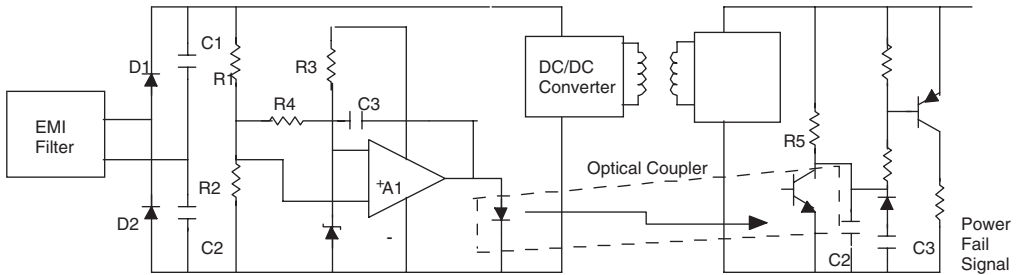 C1
D1
R1
R3
R4
C3
DC/DC
Converter
EMI
Filter
R5
Optical Coupler
R2
+A1
D2
C2
-
C2
C3
Power
Fail
Signal